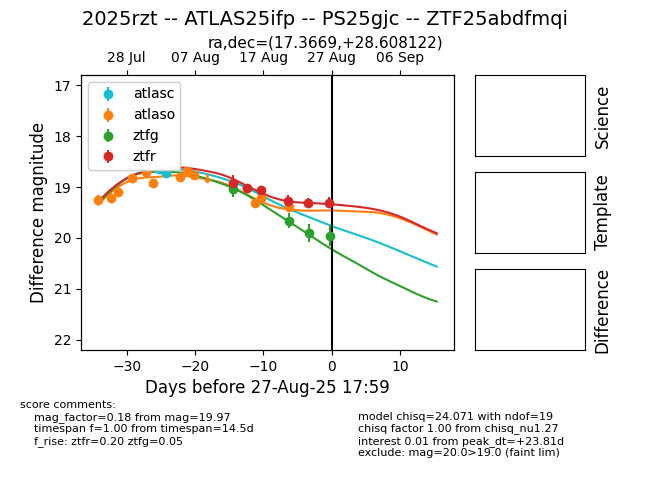 2025rzt -- ATLAS25ifp -- PS25gjc -- ZTF25abdfmqi
ra,dec=(17.3669,+28.608122)
28 Jul 07 Aug 17 Aug 27 Aug 06 Sep
17
18
19
20
21
22
Difference magnitude
atlasc
atlaso
ztfg
ztfr
−30 −20 −10 0 10
Days before 27-Aug-25 17:59
Science
Template
Difference
score comments:
mag_factor=0.18 from mag=19.97
timespan f=1.00 from timespan=14.5d
f_rise: ztfr=0.20 ztfg=0.05
model chisq=24.071 with ndof=19
chisq factor 1.00 from chisq_nu1.27
interest 0.01 from peak_dt=+23.81d
exclude: mag=20.0>19.0 (faint lim)